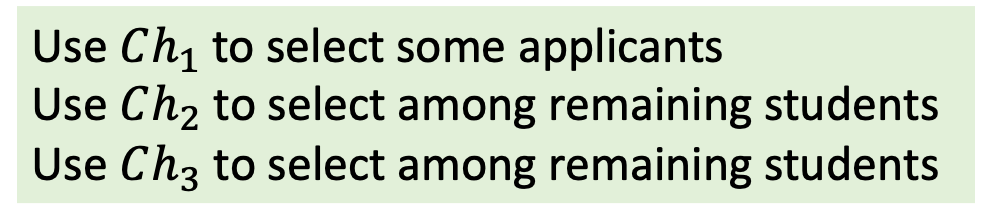 Use Ch₁ to select some applicants
Use Ch₂ to select among remaining students
Use Ch₃ to select among remaining students